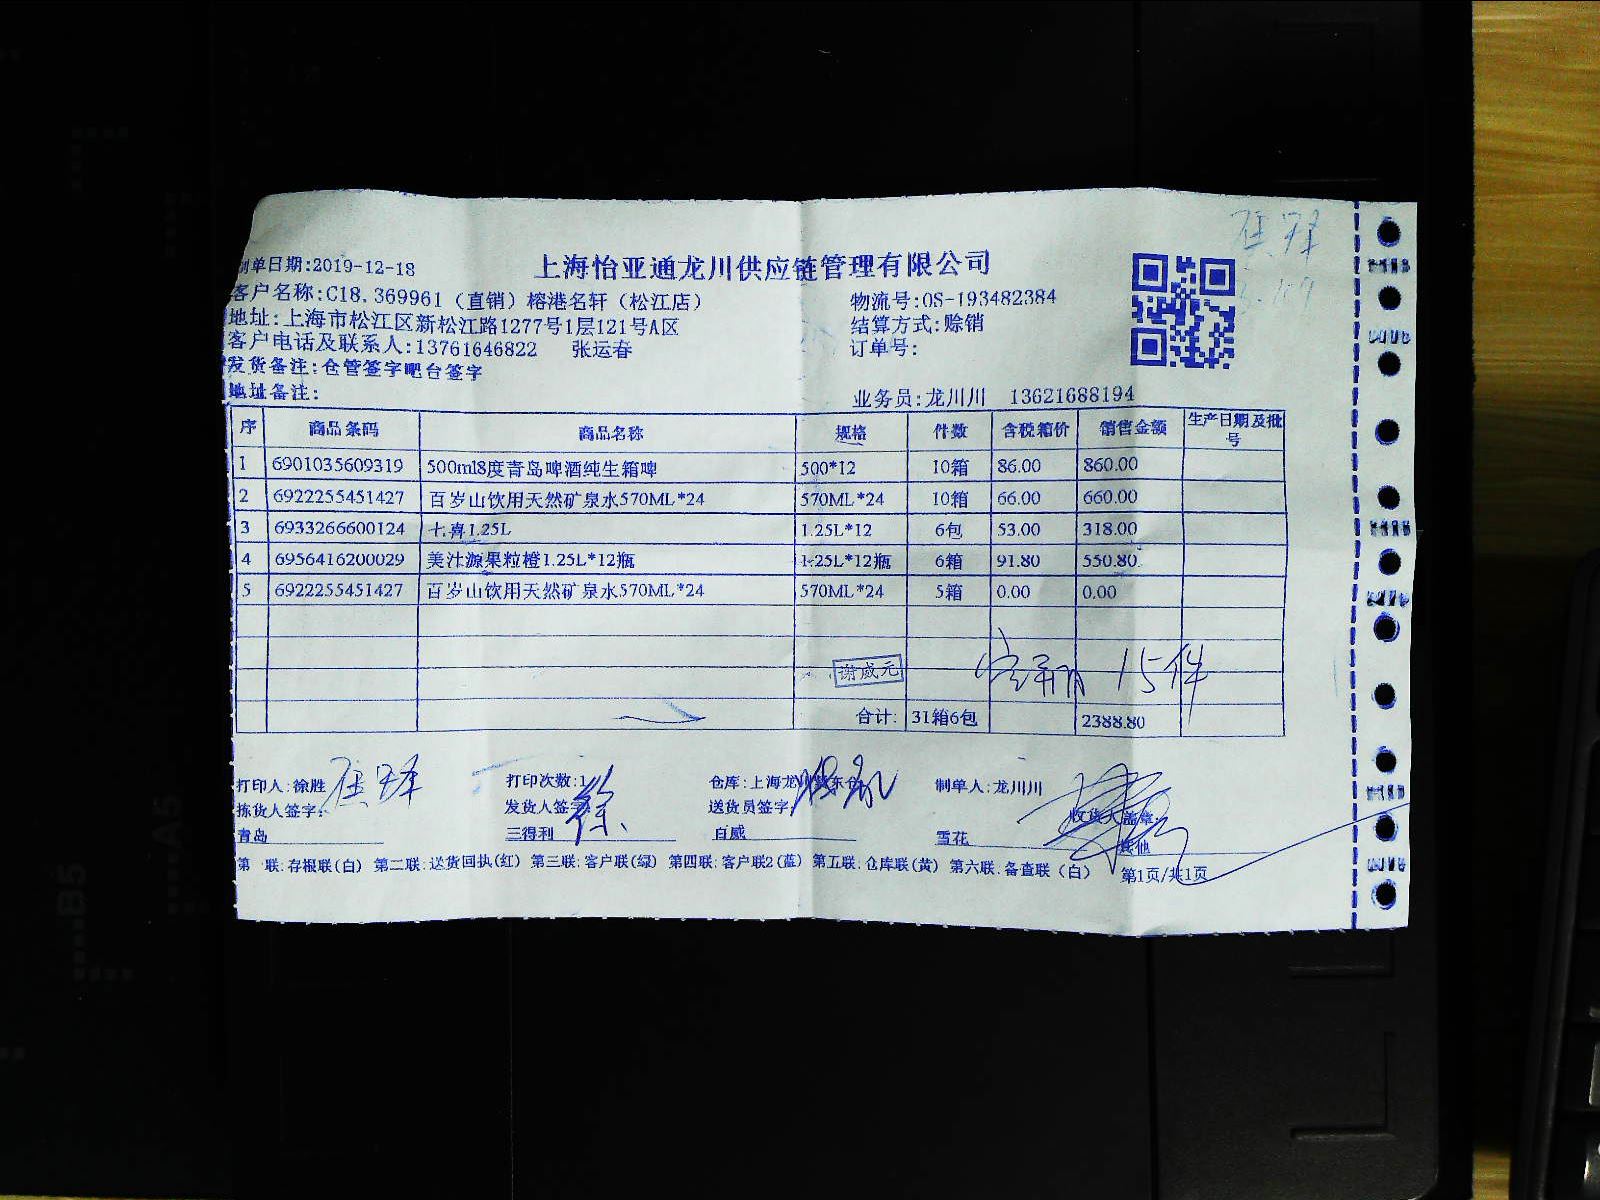 上海怡亚通龙川供应链管理有限公司
制单日期:2019-12-18
客户名称:C18.369961（直销）榕港名轩（松江店） 物流号:OS-193482384
地址:上海市松江区新松江路1277号1层121号A区 结算方式:赊销
客户电话及联系人:13761646822 张运春 订单号:
发货备注:仓管签字吧台签字
地址备注: 业务员:龙川川 13621688194
序 商品条码 商品名称 规格 件数 含税箱价 销售金额 生产日期及批号
1 6901035609319 500ml8度青岛啤酒纯生箱啤 500*12 10箱 86.00 860.00
2 6922255451427 百岁山饮用天然矿泉水570ML*24 570ML*24 10箱 66.00 660.00
3 6933266600124 七喜1.25L 1.25L*12 6包 53.00 318.00
4 6956416200029 美汁源果粒橙1.25L*12瓶 1.25L*12瓶 6箱 91.80 550.80
5 6922255451427 百岁山饮用天然矿泉水570ML*24 570ML*24 5箱 0.00 0.00
谢威元 15件
合计: 31箱6包 2388.80
打印人:徐胜 打印次数:1 仓库:上海龙川 制单人:龙川川
拣货人签字: 发货人签字: 送货员签字: 收货人盖章:
青岛 三得利 百威 雪花 其他
第 联:存根联(白) 第二联:送货回执(红) 第三联:客户联(绿) 第四联:客户联2(蓝) 第五联:仓库联(黄) 第六联:备查联（白） 第1页/共1页
B5
A5